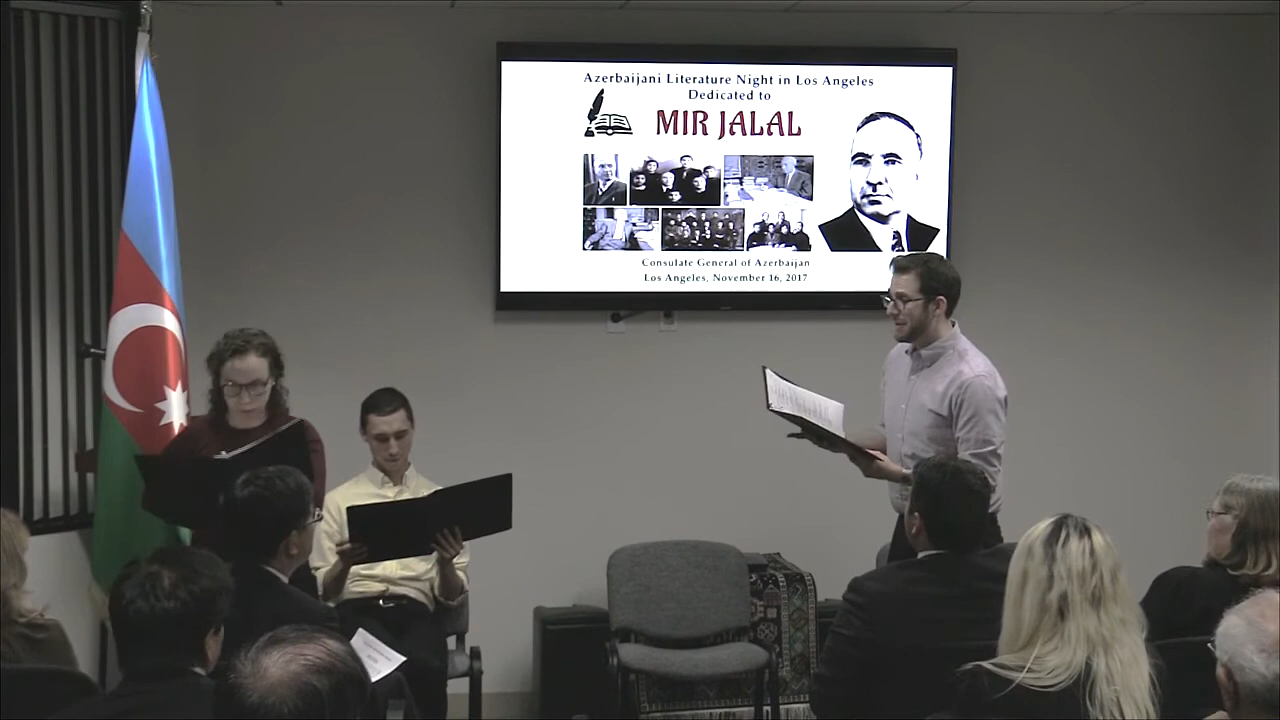 Azerbaijani Literature Night in Los Angeles
Dedicated to
MIR JALAL
Consulate General of Azerbaijan
Los Angeles, November 16, 2017